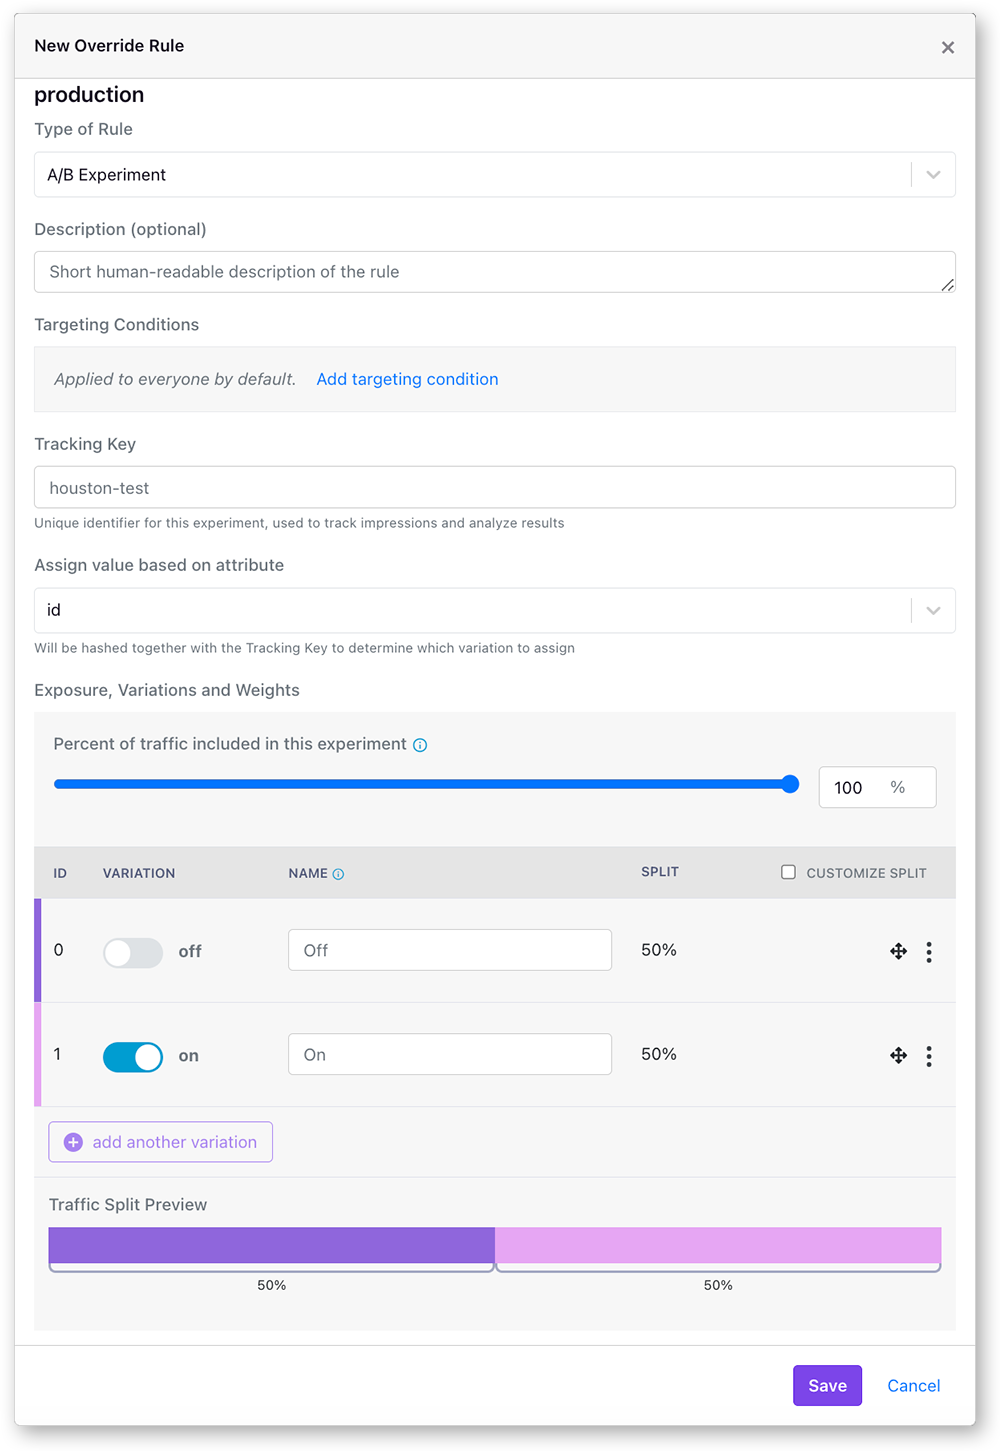 New Override Rule
production
Type of Rule
A/B Experiment
Description (optional)
Short human-readable description of the rule
Targeting Conditions
Applied to everyone by default. Add targeting condition
Tracking Key
houston-test
Unique identifier for this experiment, used to track impressions and analyze results
Assign value based on attribute
id
Will be hashed together with the Tracking Key to determine which variation to assign
Exposure, Variations and Weights
Percent of traffic included in this experiment
100 %
ID VARIATION NAME SPLIT CUSTOMIZE SPLIT
0 off Off 50%
1 on On 50%
add another variation
Traffic Split Preview
50% 50%
Save Cancel